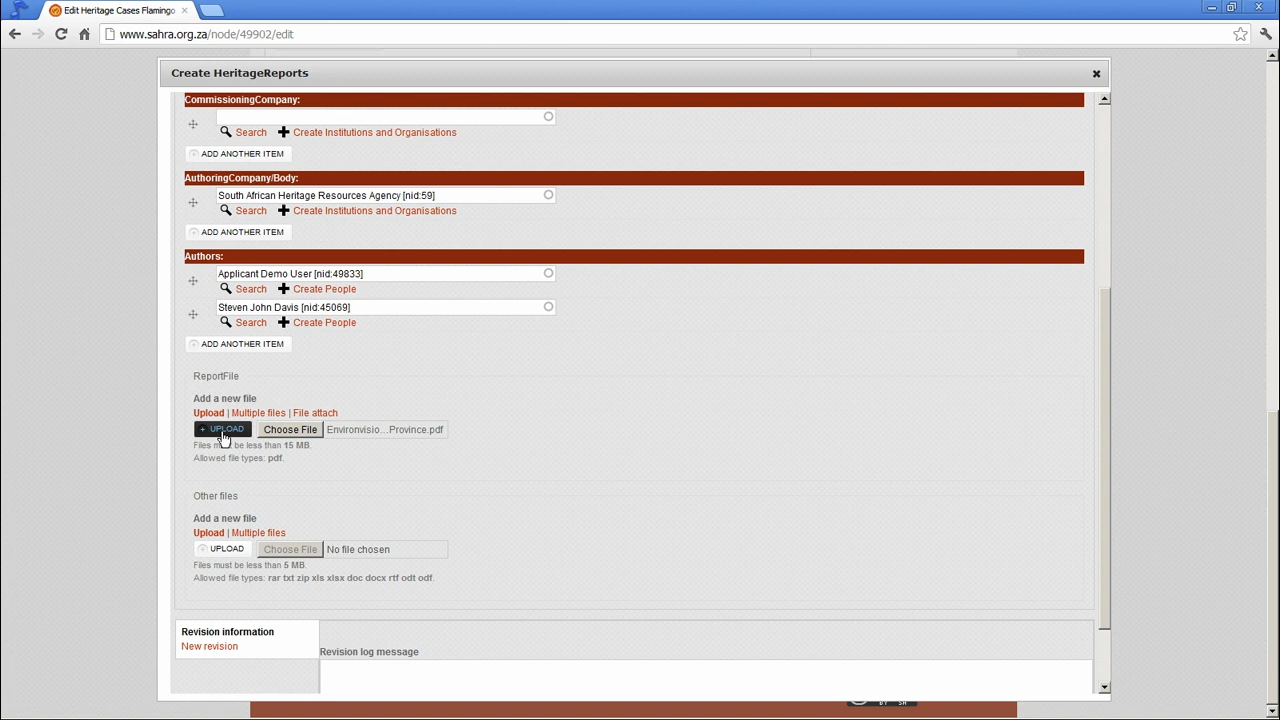 Edit Heritage Cases Flamingo
www.sahra.org.za/node/49902/edit
Create HeritageReports
CommissioningCompany:
Search Create Institutions and Organisations
ADD ANOTHER ITEM
AuthoringCompany/Body:
South African Heritage Resources Agency [nid:59]
Search Create Institutions and Organisations
ADD ANOTHER ITEM
Authors:
Applicant Demo User [nid:49833]
Search Create People
Steven John Davis [nid:45069]
Search Create People
ADD ANOTHER ITEM
ReportFile
Add a new file
Upload | Multiple files | File attach
+ UPLOAD Choose File Environvisio...Province.pdf
Files must be less than 15 MB.
Allowed file types: pdf.
Other files
Add a new file
Upload | Multiple files
UPLOAD Choose File No file chosen
Files must be less than 5 MB.
Allowed file types: rar txt zip xls xlsx doc docx rtf odt odf.
Revision information
New revision
Revision log message
BY SA